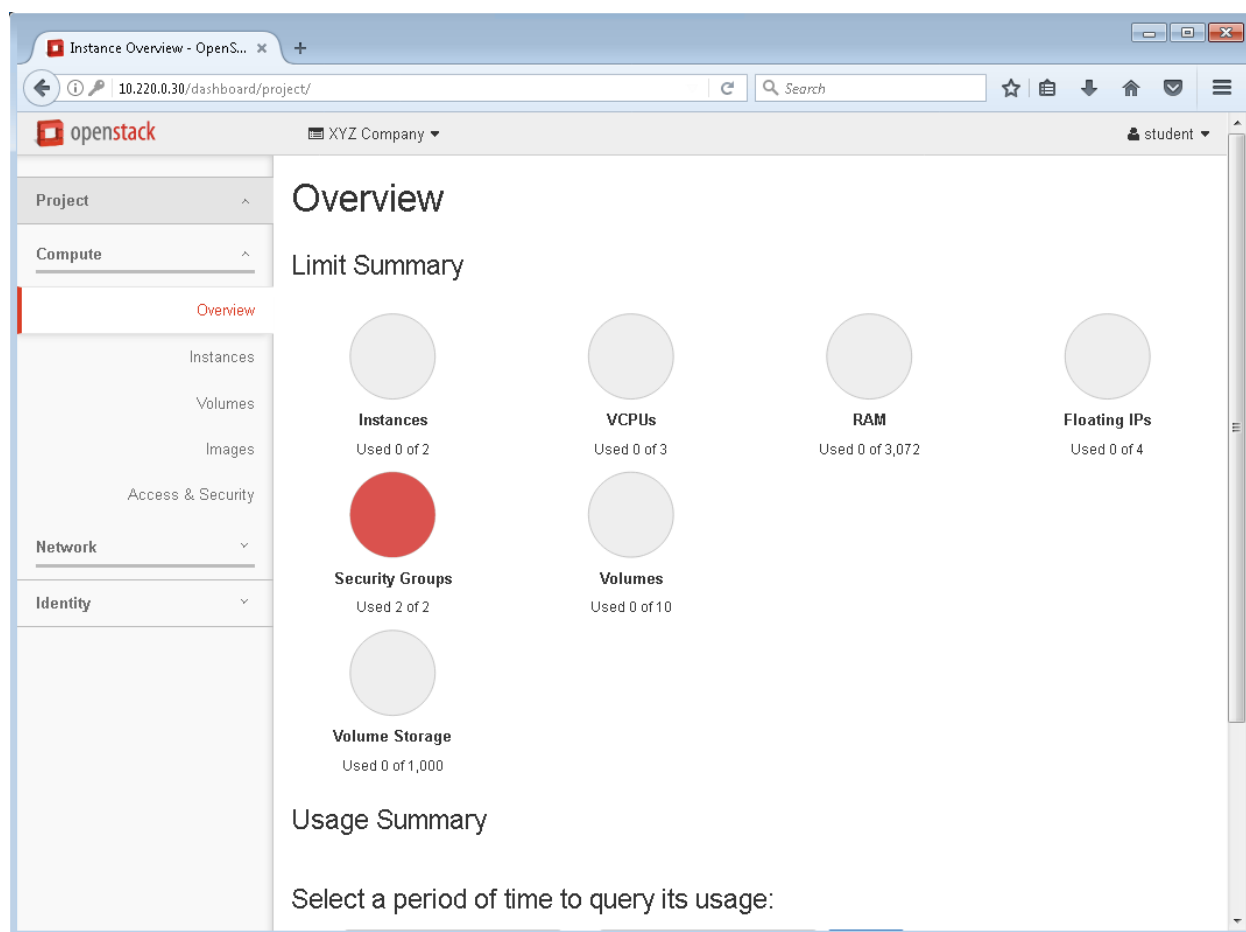 Instance Overview - OpenS...
10.220.0.30/dashboard/project/
Search
openstack
XYZ Company
student
Project
Compute
Overview
Instances
Volumes
Images
Access & Security
Network
Identity
Overview
Limit Summary
Instances
Used 0 of 2
VCPUs
Used 0 of 3
RAM
Used 0 of 3,072
Floating IPs
Used 0 of 4
Security Groups
Used 2 of 2
Volumes
Used 0 of 10
Volume Storage
Used 0 of 1,000
Usage Summary
Select a period of time to query its usage: